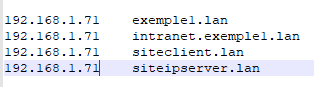 192.168.1.71 exemple1.lan
192.168.1.71 intranet.exemple1.lan
192.168.1.71 siteclient.lan
192.168.1.71 siteipserver.lan